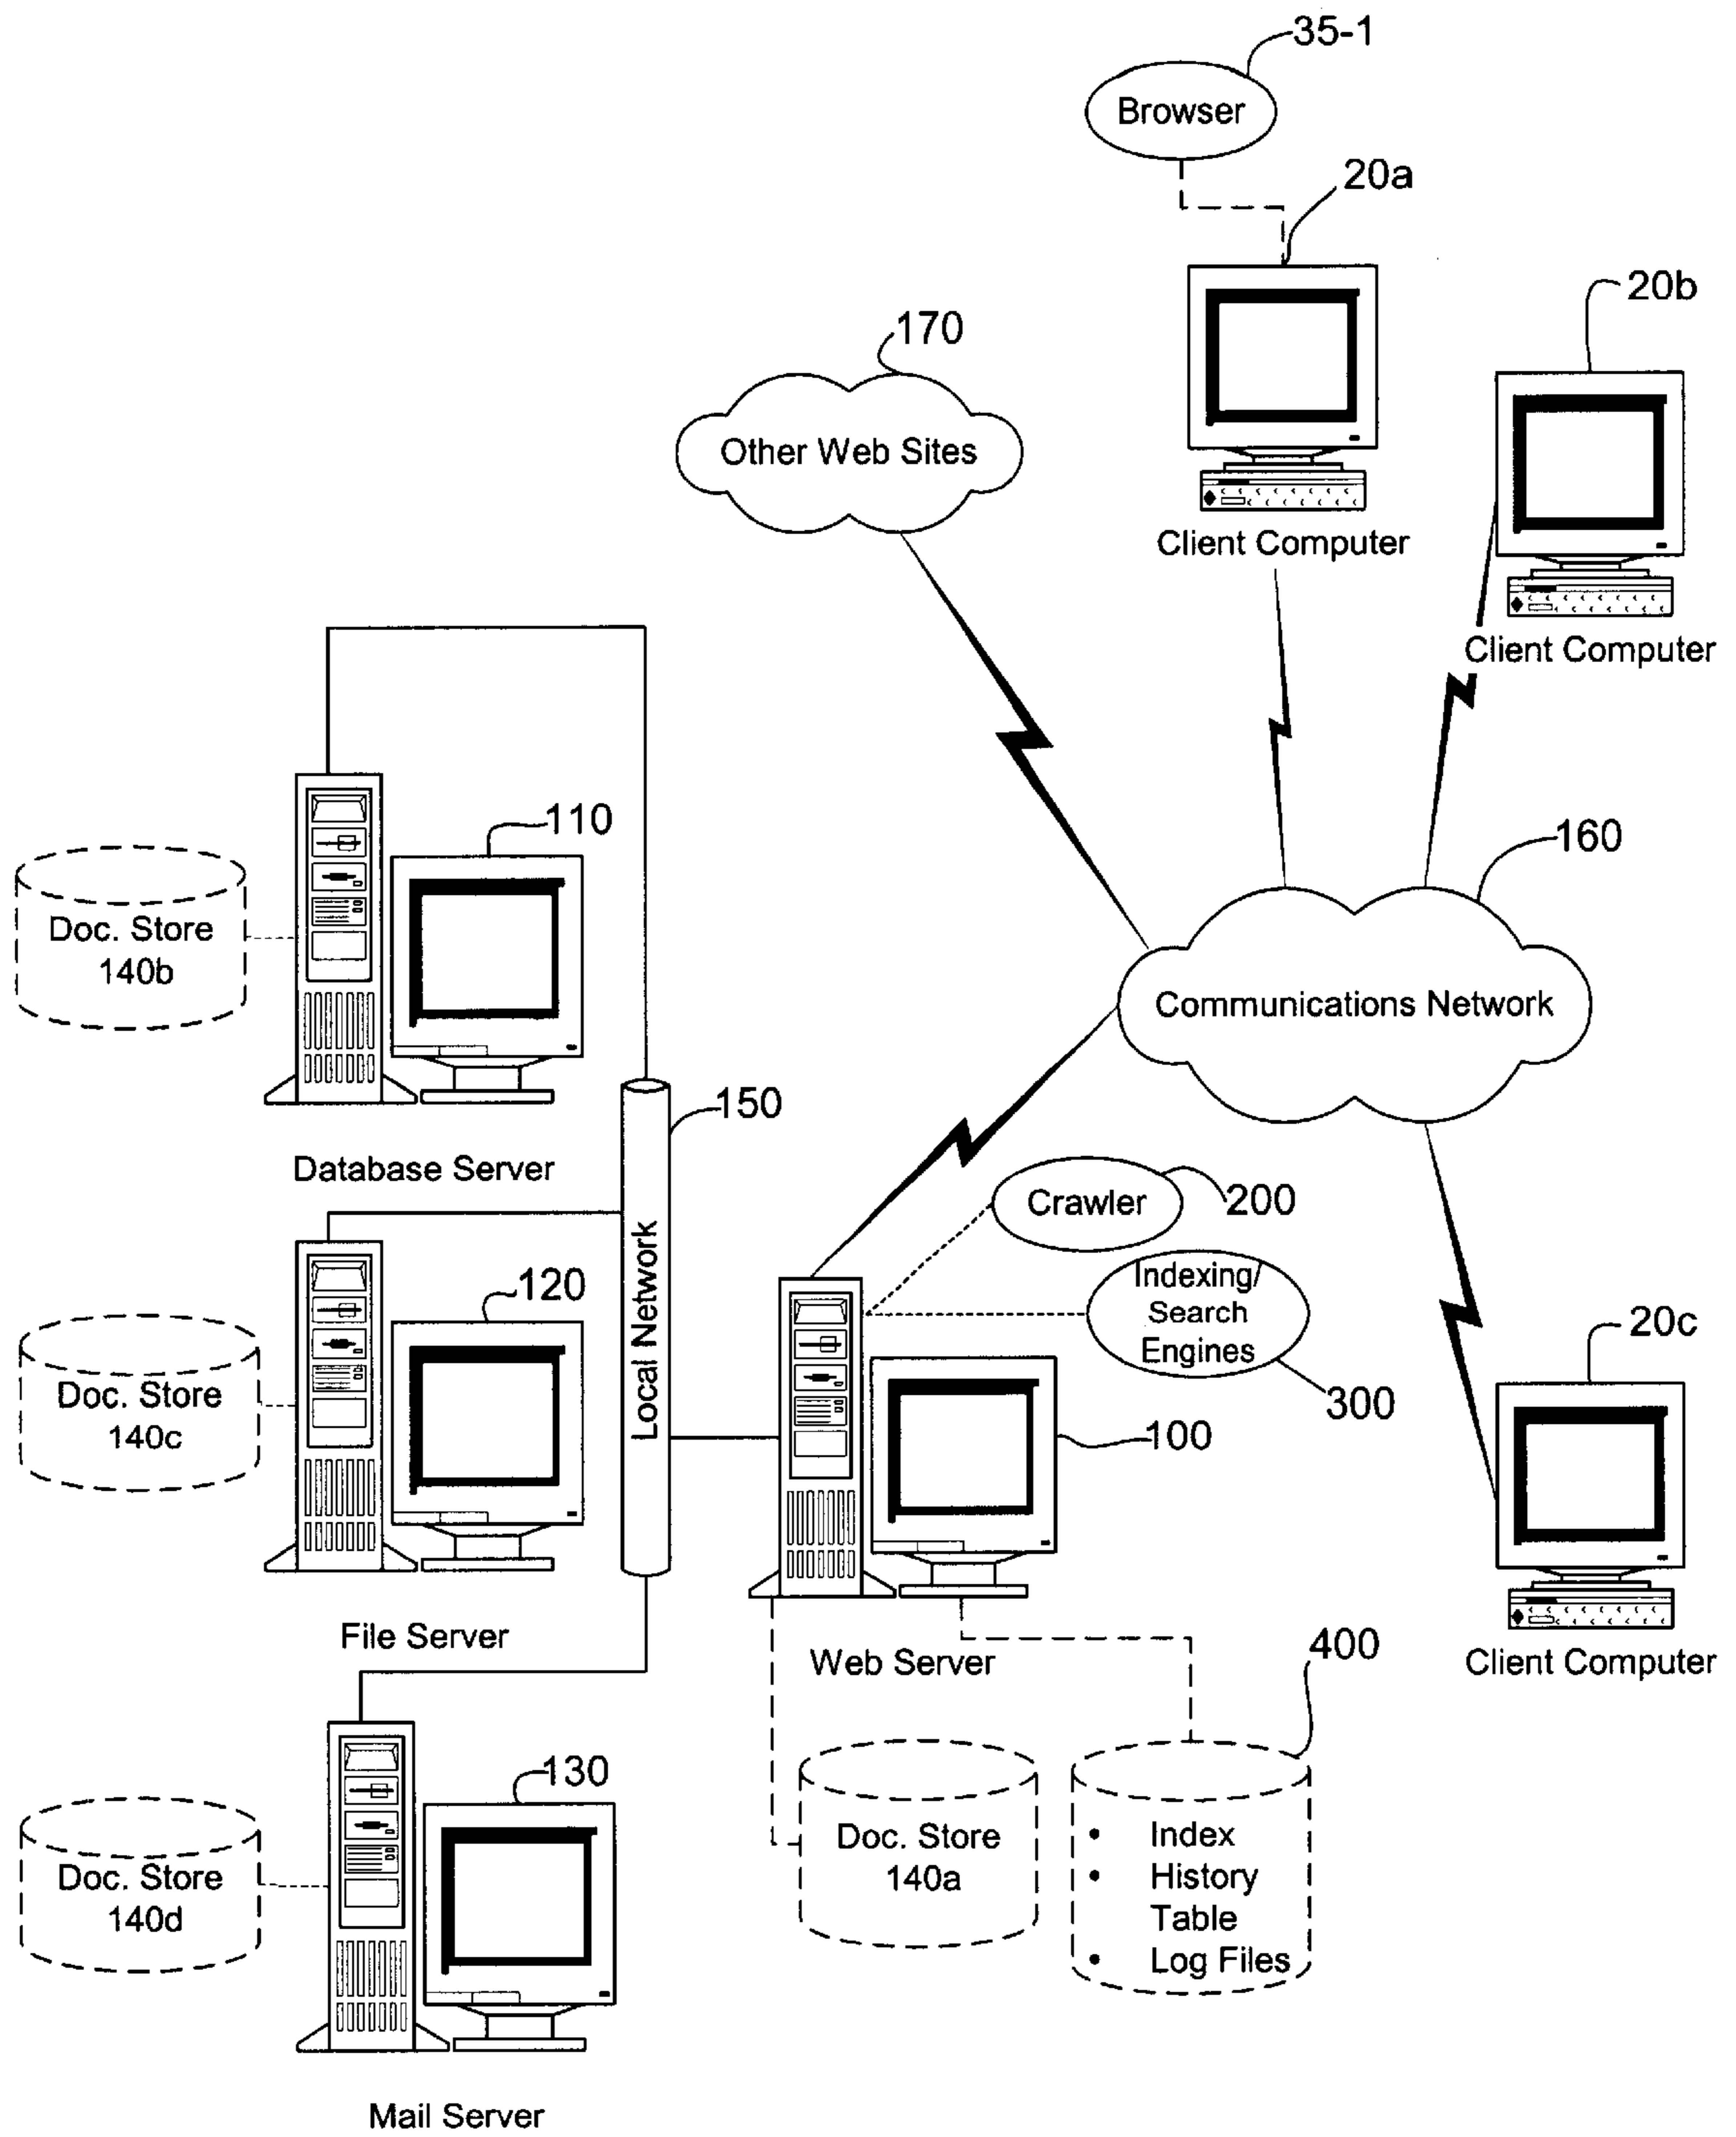 35-1
Browser
20a
20b
170
Other Web Sites
Client Computer
Client Computer
110
160
Doc. Store
140b
Communications Network
150
Database Server
Crawler
200
Local Network
Indexing/
Search
Engines
120
20c
Doc. Store
140c
300
100
File Server
Web Server
400
Client Computer
130
Doc. Store
140a
• Index
• History
Table
• Log Files
Doc. Store
140d
Mail Server